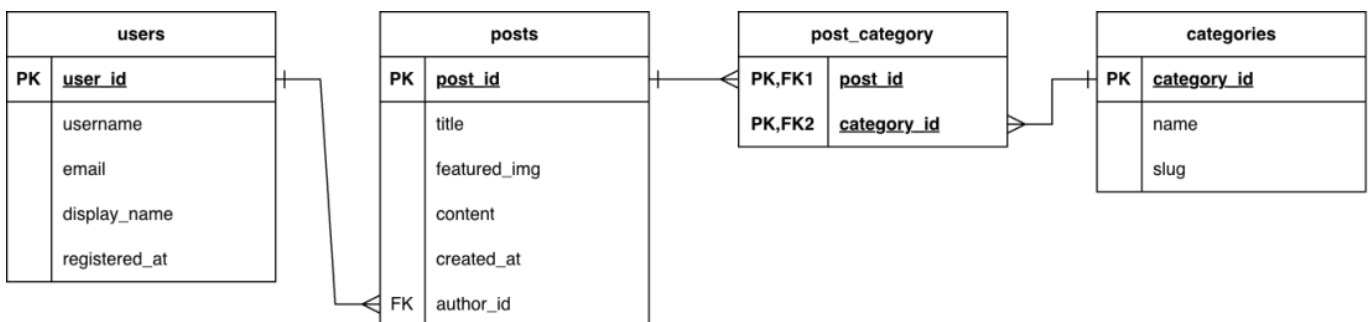 users
PK user_id
username
email
display_name
registered_at
posts
PK post_id
title
featured_img
content
created_at
FK author_id
post_category
PK,FK1 post_id
PK,FK2 category_id
categories
PK category_id
name
slug